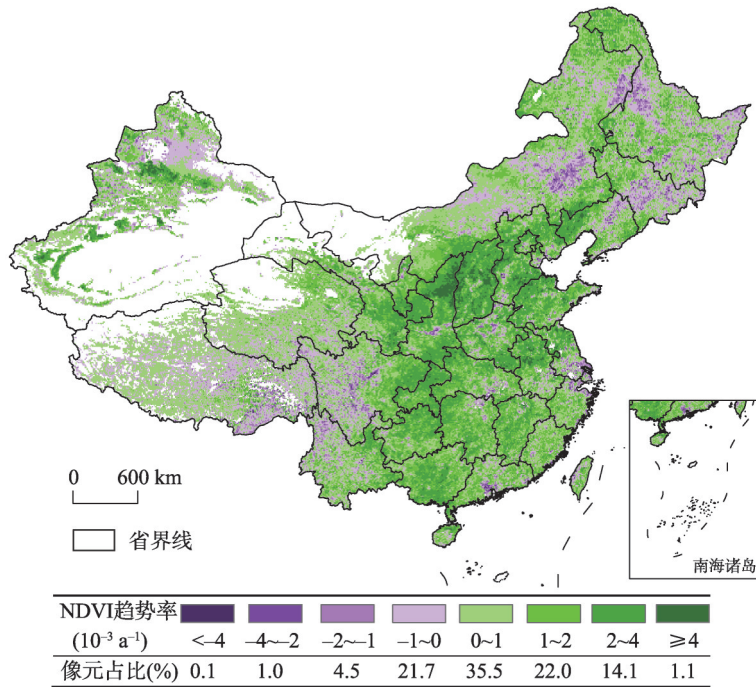 0 600 km
省界线
南海诸岛
NDVI趋势率
(10⁻³ a⁻¹) <–4 –4~–2 –2~–1 –1~0 0~1 1~2 2~4 ≥4
像元占比(%) 0.1 1.0 4.5 21.7 35.5 22.0 14.1 1.1